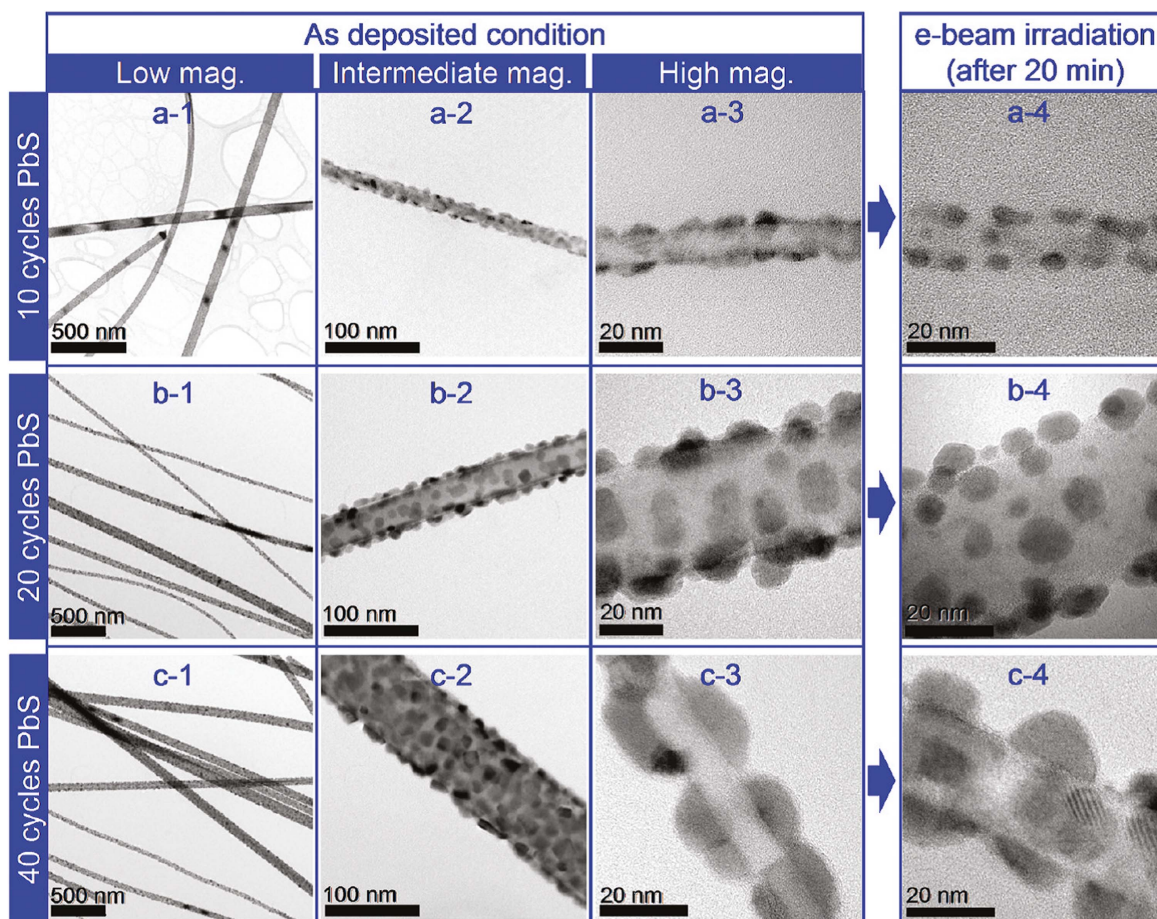 As deposited condition
e-beam irradiation
(after 20 min)
Low mag.
Intermediate mag.
High mag.
10 cycles PbS
a-1
500 nm
a-2
100 nm
a-3
20 nm
a-4
20 nm
20 cycles PbS
b-1
500 nm
b-2
100 nm
b-3
20 nm
b-4
20 nm
40 cycles PbS
c-1
500 nm
c-2
100 nm
c-3
20 nm
c-4
20 nm